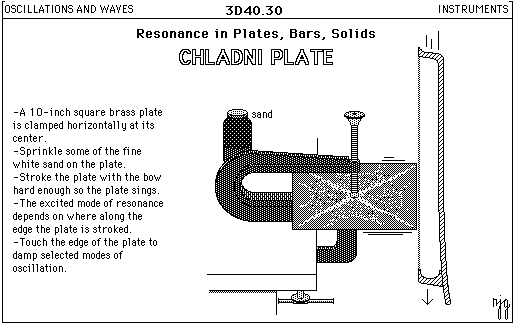 OSCILLATIONS AND WAVES
3D40.30
INSTRUMENTS
Resonance in Plates, Bars, Solids
CHLADNI PLATE
sand
-A 10-inch square brass plate
is clamped horizontally at its
center.
-Sprinkle some of the fine
white sand on the plate.
-Stroke the plate with the bow
hard enough so the plate sings.
-The excited mode of resonance
depends on where along the
edge the plate is stroked.
-Touch the edge of the plate to
damp selected modes of
oscillation.